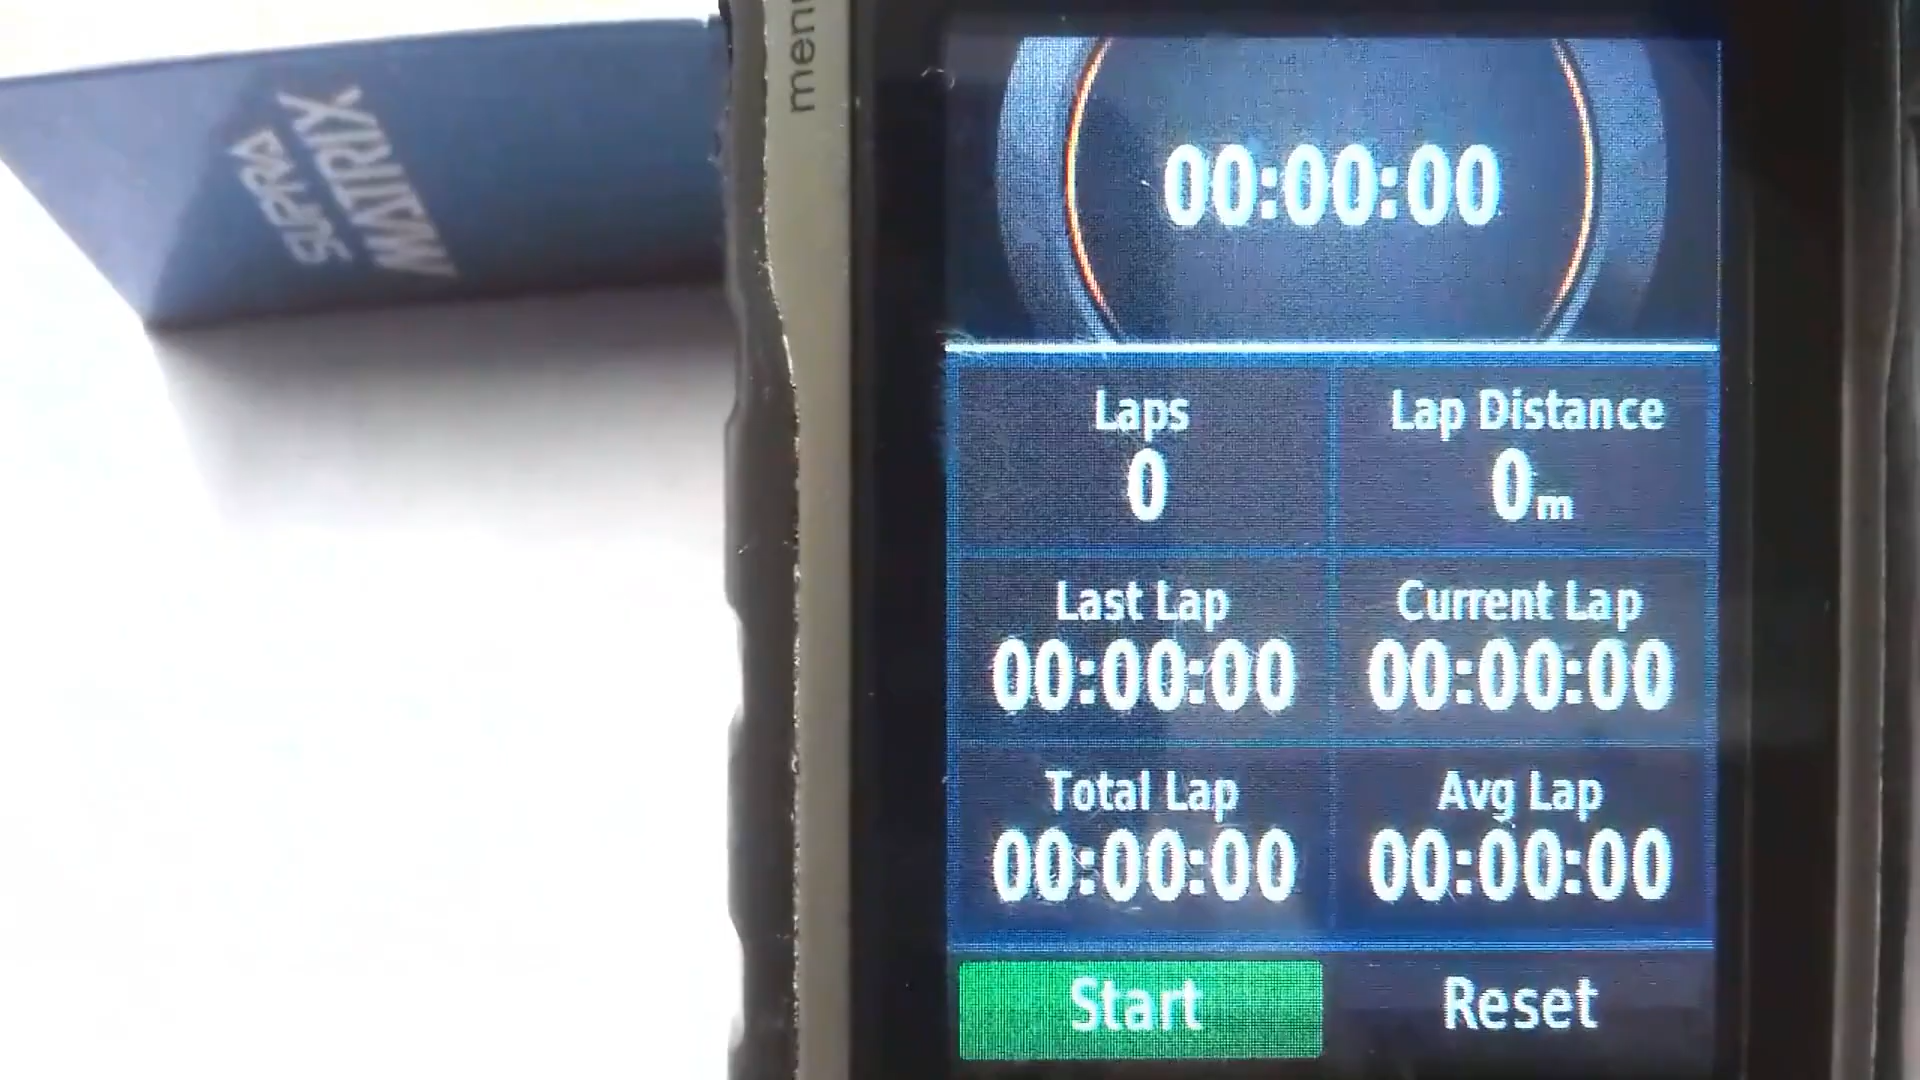 SUPRA
MATRIX
menu
00:00:00
Laps
Lap Distance
0
0m
Last Lap
Current Lap
00:00:00
00:00:00
Total Lap
Avg Lap
00:00:00
00:00:00
Start
Reset